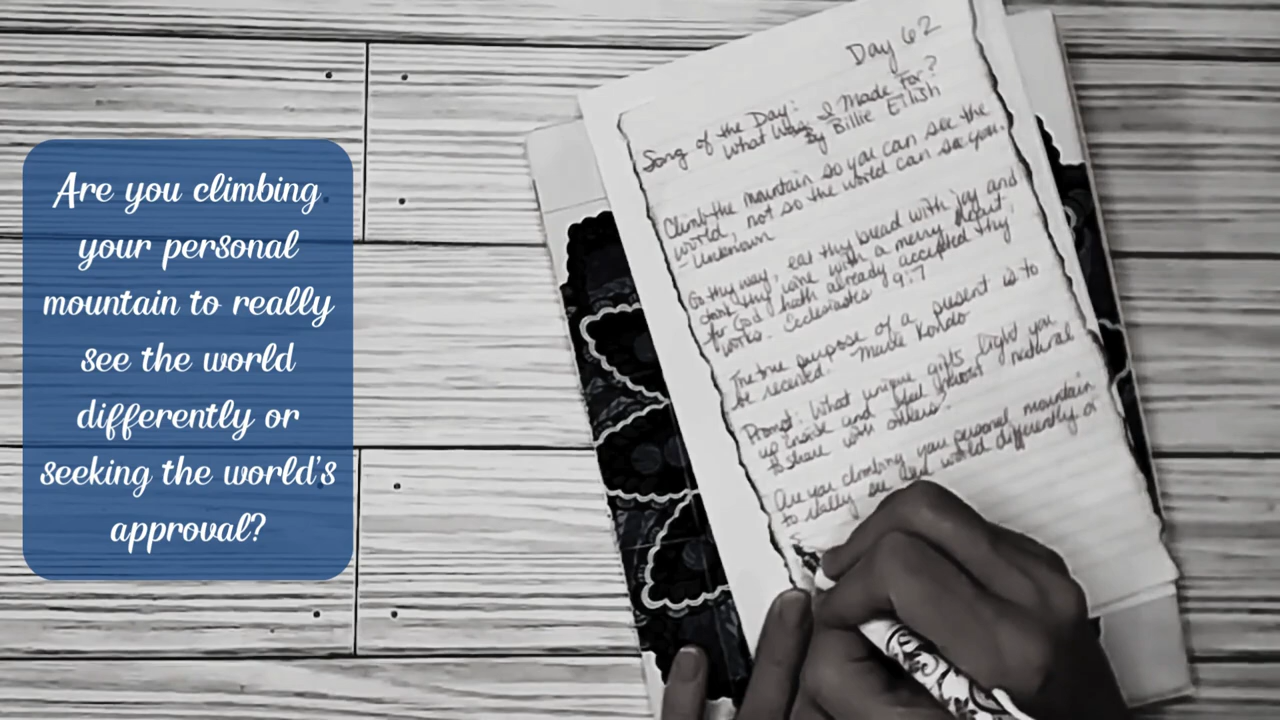 Are you climbing
your personal
mountain to really
see the world
differently or
seeking the world's
approval?
Day 62
Song of the Day:
What Was I Made For?
By Billie Eilish
Climb the mountain so you can see the
world, not so the world can see you.
- Unknown
Go thy way, eat thy bread with joy and
drink thy wine with a merry heart;
for God hath already accepted thy
works. Ecclesiastes 9:7
The true purpose of a present is to
be received. Marie Kondo
Prompt: What unique gifts light you
up inside and feel most natural
to share with others?
Are you climbing your personal mountain
to really see the world differently or
s